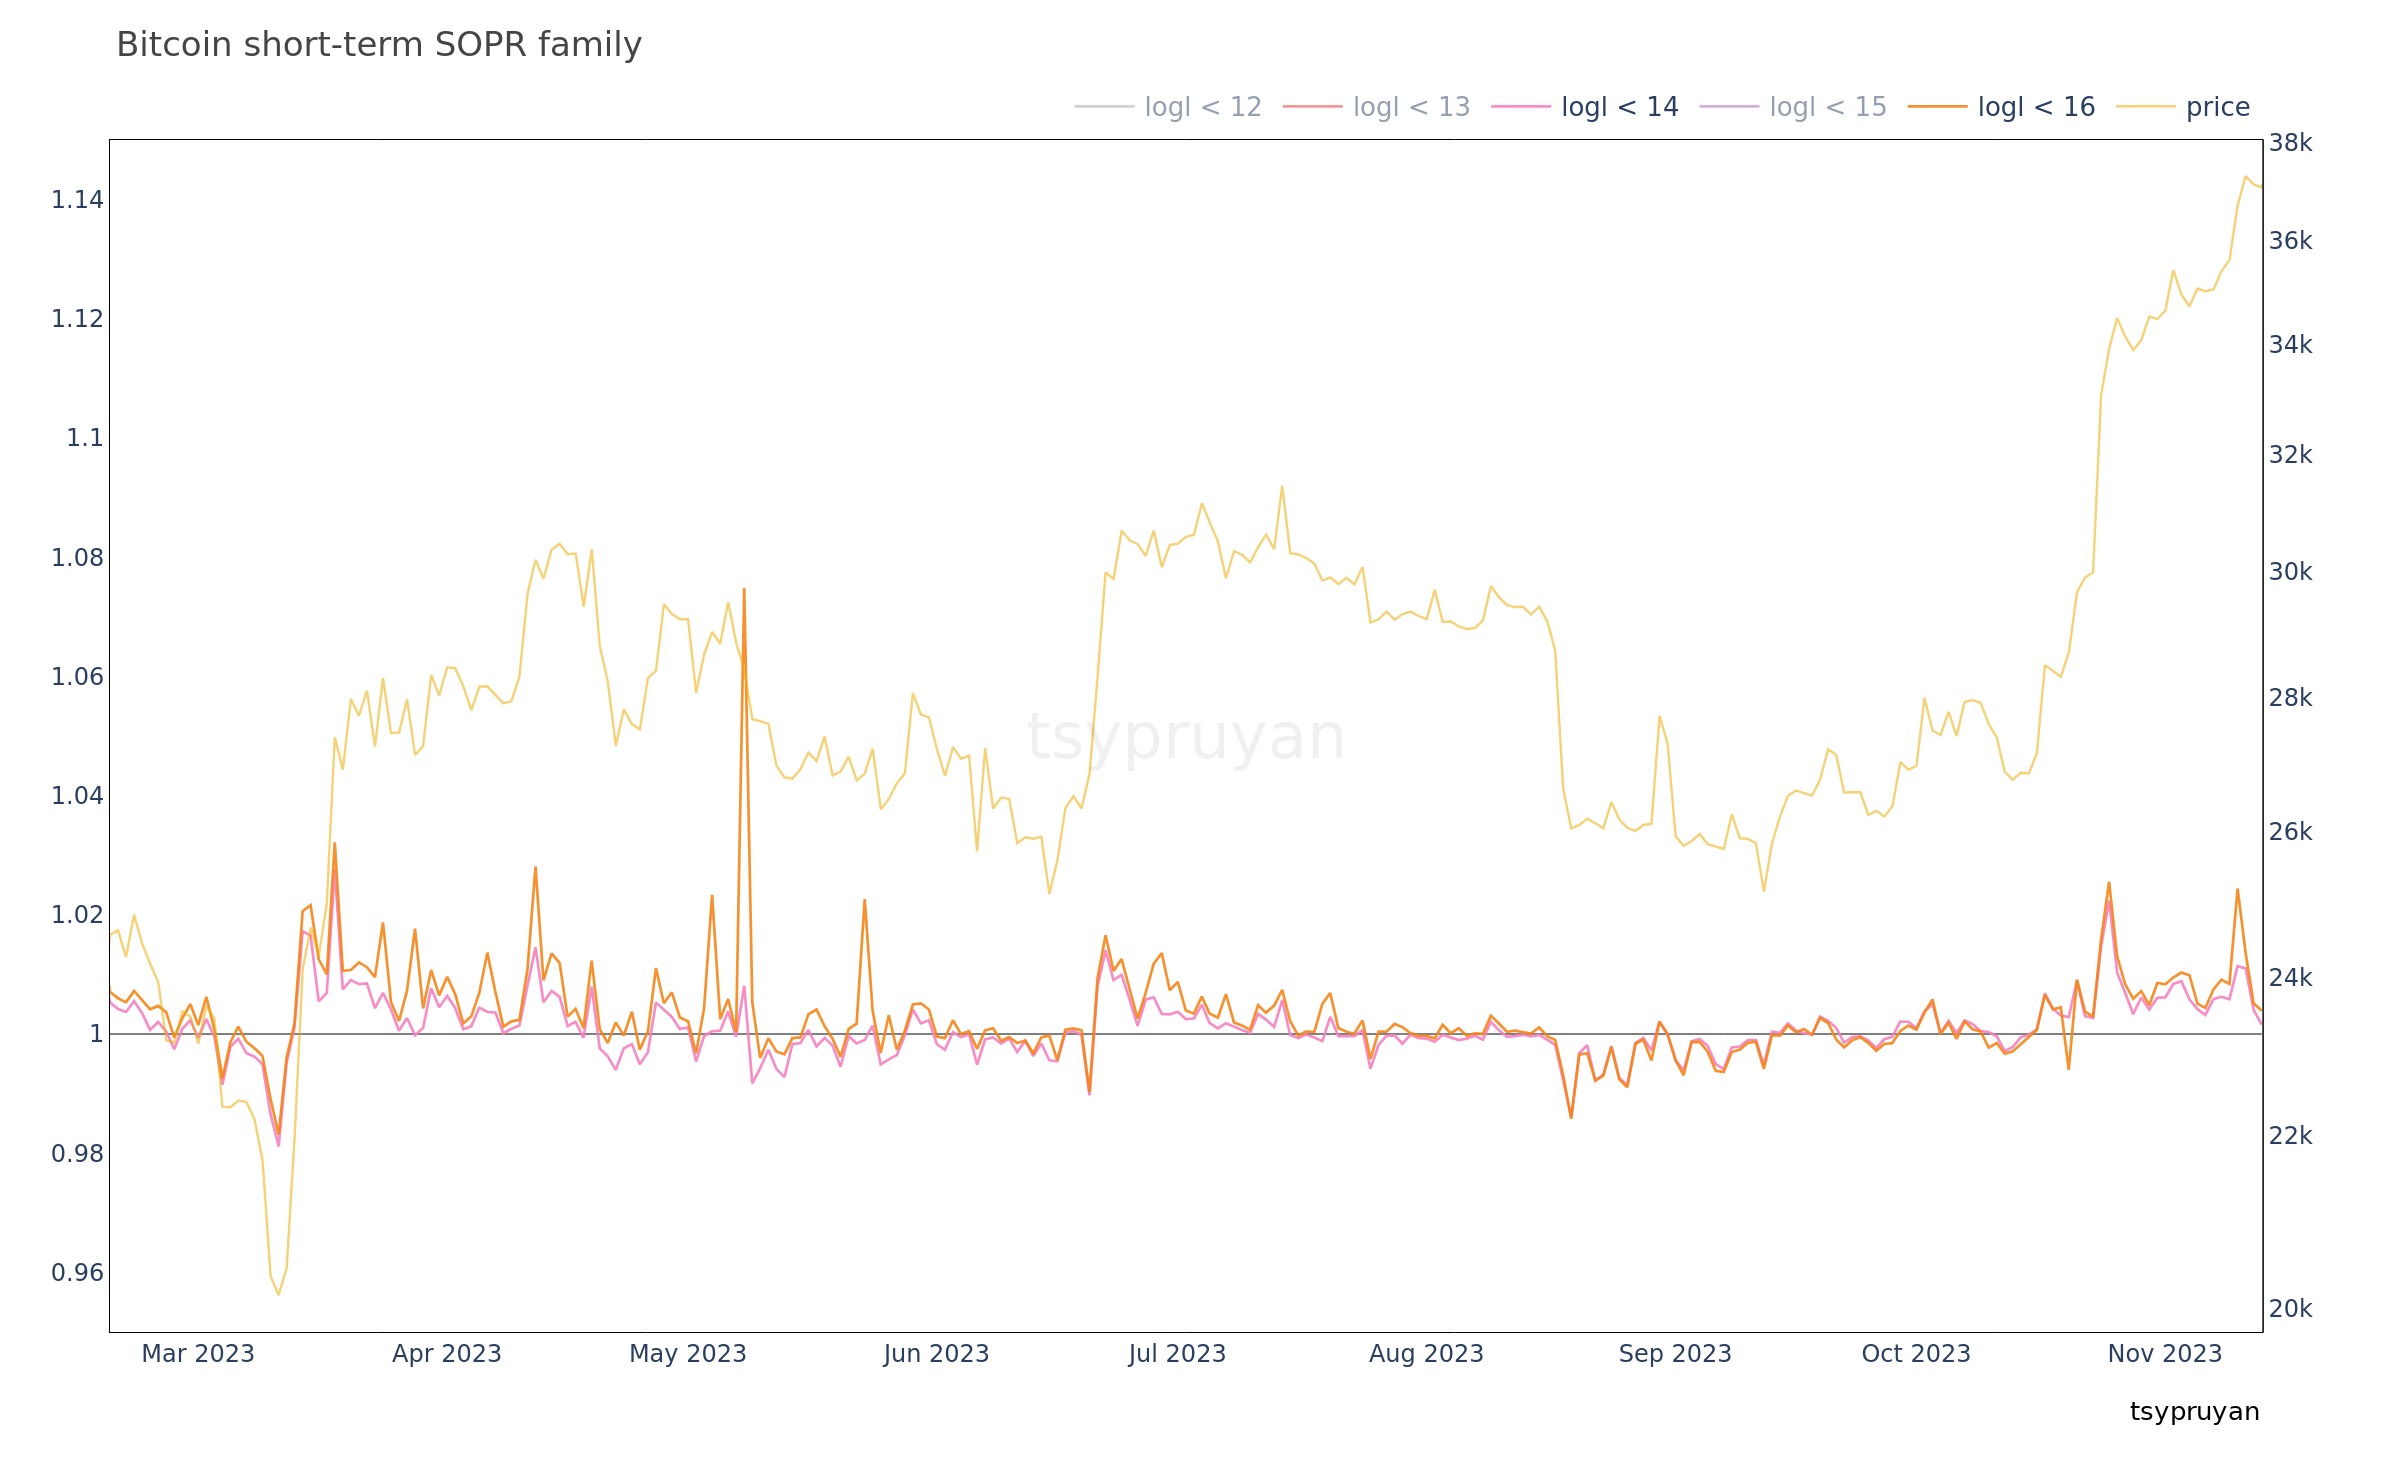 Bitcoin short-term SOPR family
logl < 12 logl < 13 logl < 14 logl < 15 logl < 16 price
1.14
1.12
1.1
1.08
1.06
1.04
1.02
1
0.98
0.96
38k
36k
34k
32k
30k
28k
26k
24k
22k
20k
tsypruyan
Mar 2023 Apr 2023 May 2023 Jun 2023 Jul 2023 Aug 2023 Sep 2023 Oct 2023 Nov 2023
tsypruyan